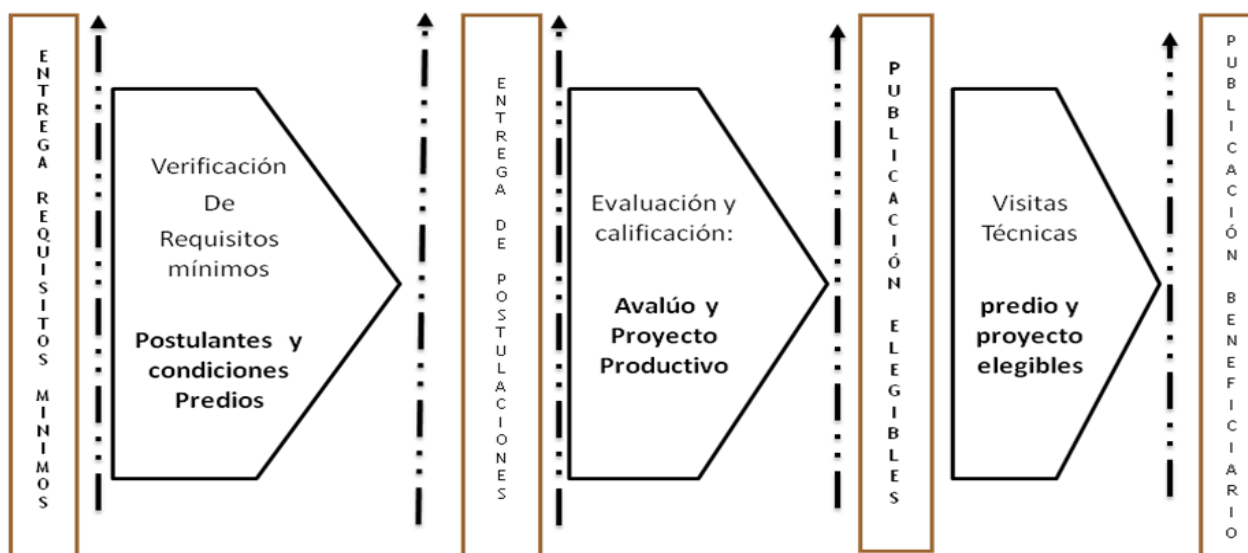 ENTREGA REQUISITOS MINIMOS
Verificación
De
Requisitos
mínimos
Postulantes y
condiciones
Predios
ENTREGA DE POSTULACIONES
Evaluación y
calificación:
Avalúo y
Proyecto
Productivo
PUBLICACIÓN ELEGIBLES
Visitas
Técnicas
predio y
proyecto
elegibles
PUBLICACIÓN BENEFICIARIO